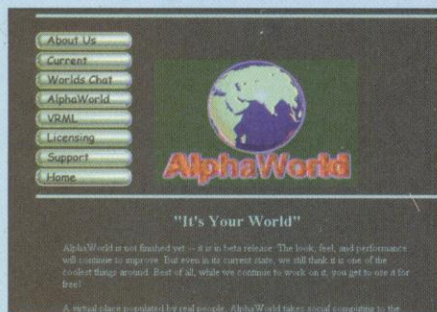 About Us
Current
Worlds Chat
AlphaWorld
VRML
Licensing
Support
Home
AlphaWorld
"It's Your World"
AlphaWorld is not finished yet -- it is in beta release. The look, feel, and performance
will continue to improve. But even in its current state, we still think it is one of the
coolest things around. Best of all, while we continue to work on it, you get to use it for
free!
A virtual place populated by real people, AlphaWorld takes social computing to the